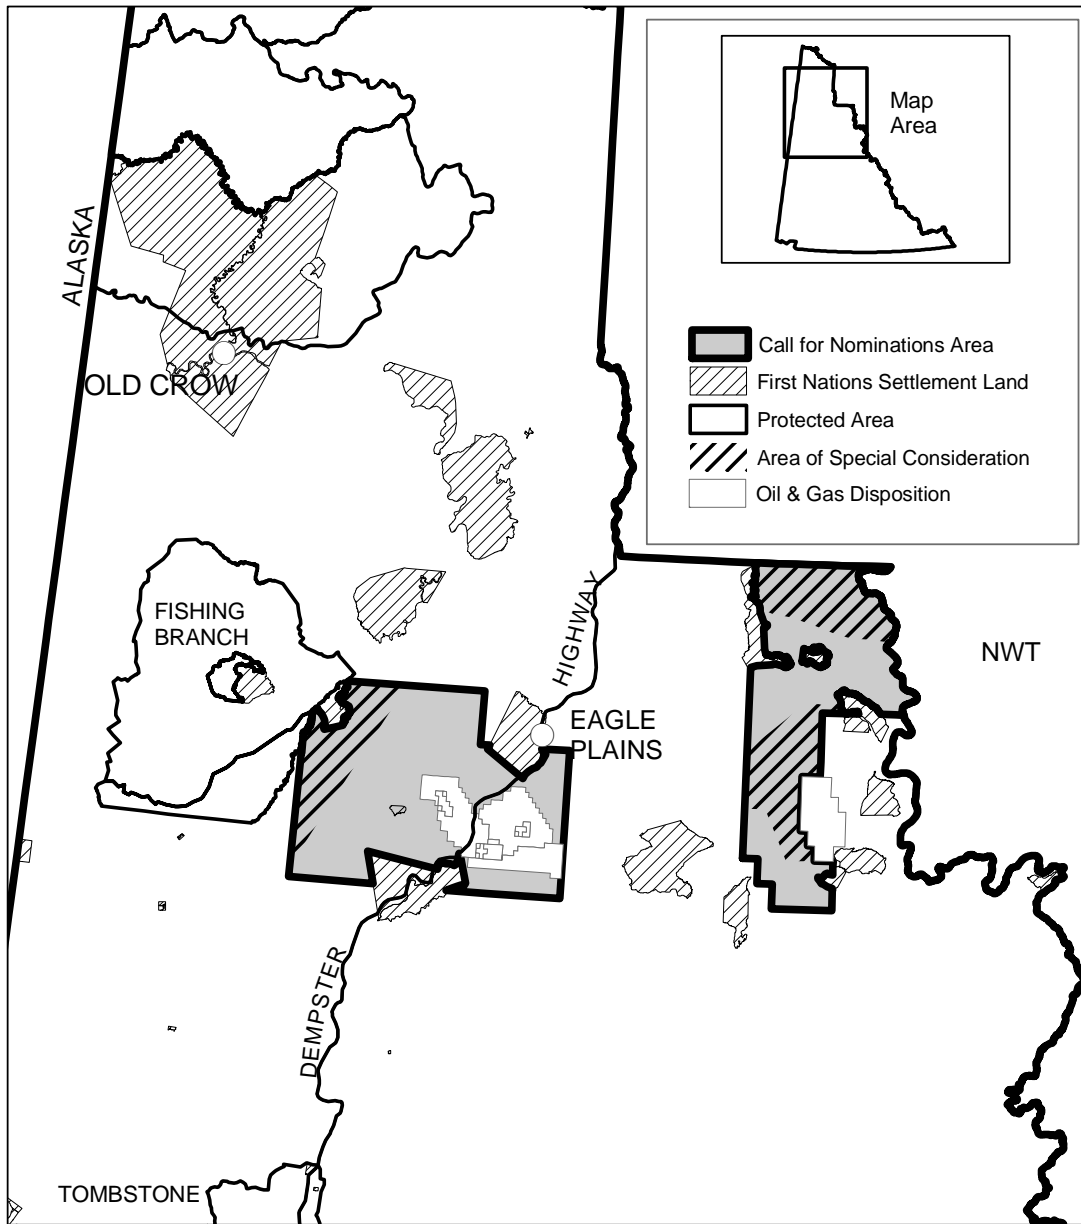 Map
Area
ALASKA
Call for Nominations Area
OLD CROW
First Nations Settlement Land
Protected Area
Area of Special Consideration
Oil & Gas Disposition
HIGHWAY
FISHING
BRANCH
NWT
EAGLE
PLAINS
DEMPSTER
TOMBSTONE